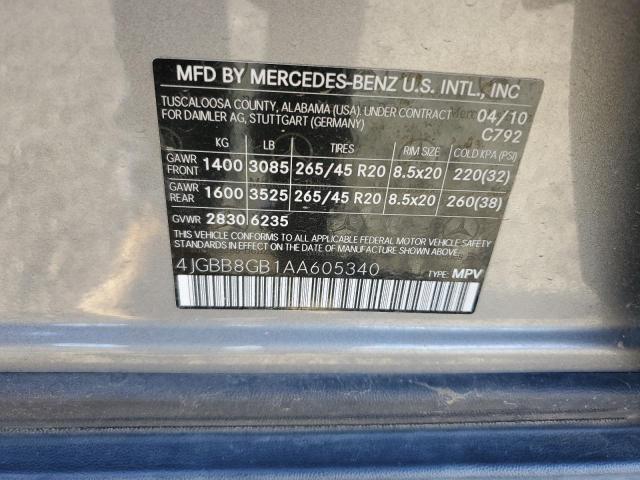 MFD BY MERCEDES-BENZ U.S. INTL., INC
TUSCALOOSA COUNTY, ALABAMA (USA). UNDER CONTRACT 04/10
FOR DAIMLER AG, STUTTGART (GERMANY) C792
KG LB TIRES RIM SIZE COLD KPA (PSI)
GAWR FRONT 1400 3085 265/45 R20 8.5x20 220(32)
GAWR REAR 1600 3525 265/45 R20 8.5x20 260(38)
GVWR 2830 6235
THIS VEHICLE CONFORMS TO ALL APPLICABLE FEDERAL MOTOR VEHICLE SAFETY
IN EFFECT ON THE DATE OF MANUFACTURE SHOWN ABOVE.
4JGBB8GB1AA605340 TYPE: MPV